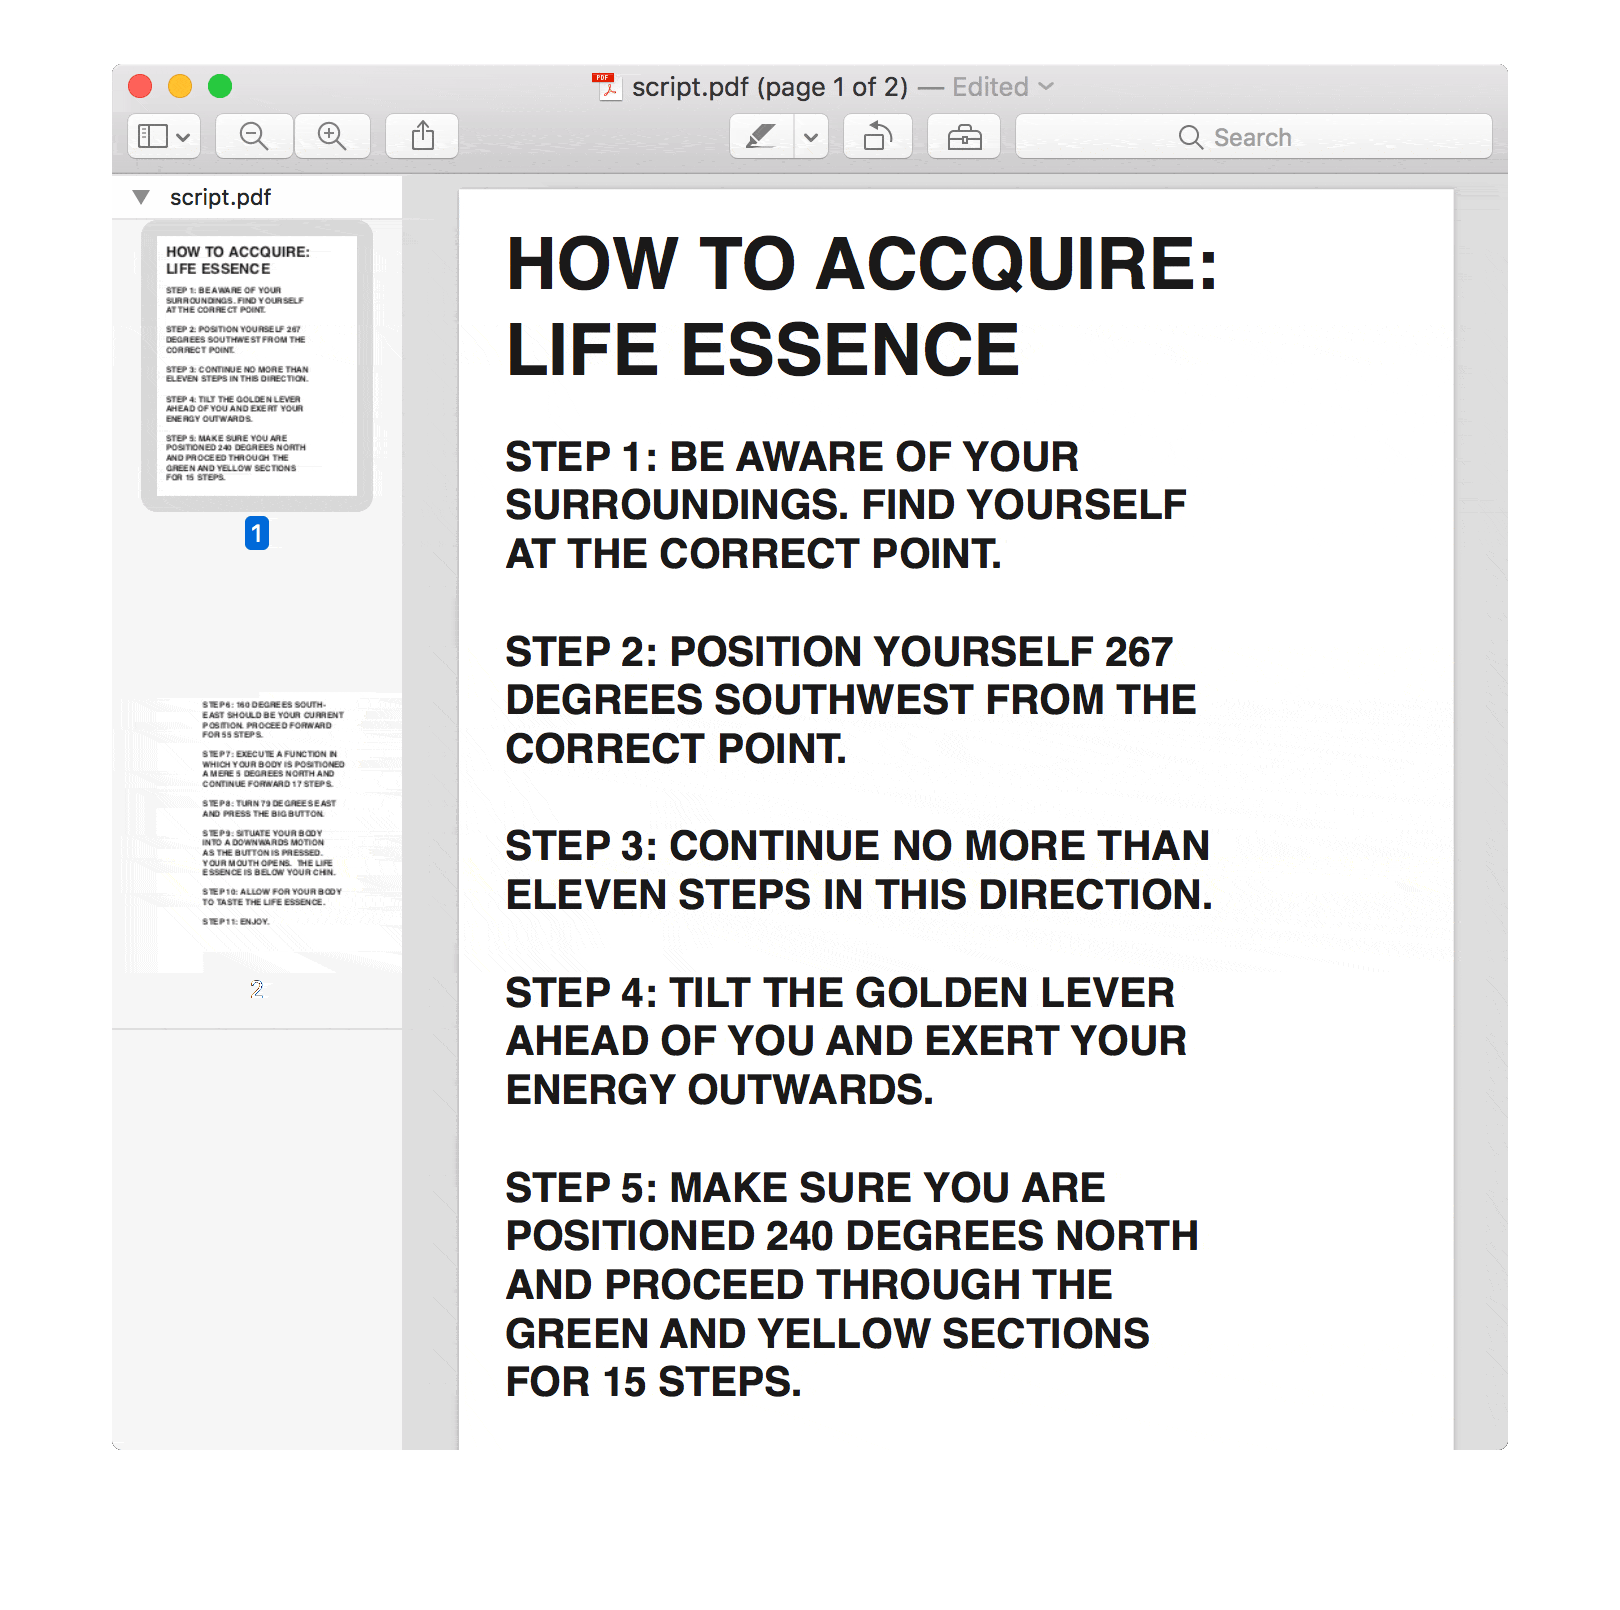 script.pdf (page 1 of 2) — Edited
Search
script.pdf
HOW TO ACCQUIRE:
LIFE ESSENCE
STEP 1: BE AWARE OF YOUR
SURROUNDINGS. FIND YOURSELF
AT THE CORRECT POINT.
STEP 2: POSITION YOURSELF 267
DEGREES SOUTHWEST FROM THE
CORRECT POINT.
STEP 3: CONTINUE NO MORE THAN
ELEVEN STEPS IN THIS DIRECTION.
STEP 4: TILT THE GOLDEN LEVER
AHEAD OF YOU AND EXERT YOUR
ENERGY OUTWARDS.
STEP 5: MAKE SURE YOU ARE
POSITIONED 240 DEGREES NORTH
AND PROCEED THROUGH THE
GREEN AND YELLOW SECTIONS
FOR 15 STEPS.
1
STEP 6: 160 DEGREES SOUTH-
EAST SHOULD BE YOUR CURRENT
POSITION. PROCEED FORWARD
FOR 55 STEPS.
STEP 7: EXECUTE A FUNCTION IN
WHICH YOUR BODY IS POSITIONED
A MERE 5 DEGREES NORTH AND
CONTINUE FORWARD 17 STEPS.
STEP 8: TURN 79 DEGREES EAST
AND PRESS THE BIG BUTTON.
STEP 9: SITUATE YOUR BODY
INTO A DOWNWARDS MOTION
AS THE BUTTON IS PRESSED.
YOUR MOUTH OPENS. THE LIFE
ESSENCE IS BELOW YOUR CHIN.
STEP 10: ALLOW FOR YOUR BODY
TO TASTE THE LIFE ESSENCE.
STEP 11: ENJOY.
2
HOW TO ACCQUIRE:
LIFE ESSENCE
STEP 1: BE AWARE OF YOUR
SURROUNDINGS. FIND YOURSELF
AT THE CORRECT POINT.
STEP 2: POSITION YOURSELF 267
DEGREES SOUTHWEST FROM THE
CORRECT POINT.
STEP 3: CONTINUE NO MORE THAN
ELEVEN STEPS IN THIS DIRECTION.
STEP 4: TILT THE GOLDEN LEVER
AHEAD OF YOU AND EXERT YOUR
ENERGY OUTWARDS.
STEP 5: MAKE SURE YOU ARE
POSITIONED 240 DEGREES NORTH
AND PROCEED THROUGH THE
GREEN AND YELLOW SECTIONS
FOR 15 STEPS.